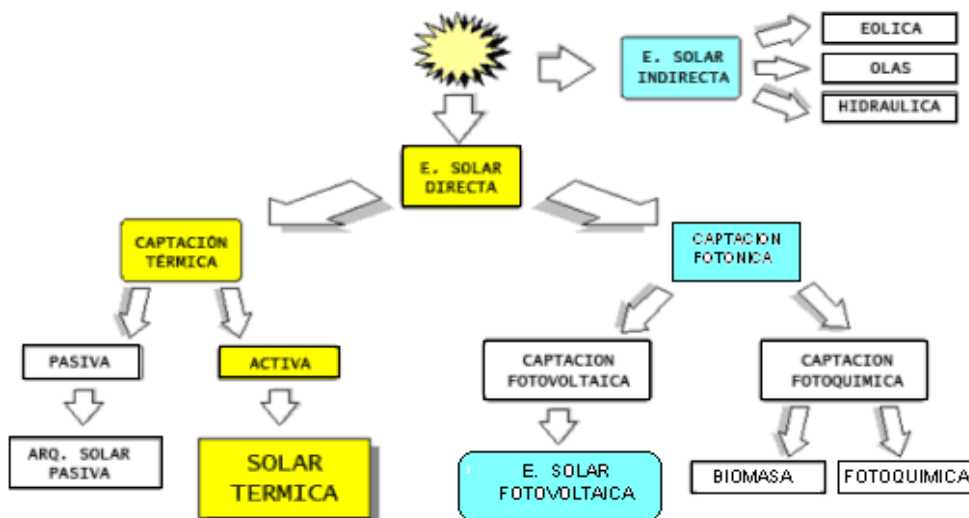 EOLICA
E. SOLAR
INDIRECTA
OLAS
HIDRAULICA
E. SOLAR
DIRECTA
CAPTACIÓN
TÉRMICA
CAPTACION
FOTONICA
PASIVA
ACTIVA
CAPTACION
FOTOVOLTAICA
CAPTACION
FOTOQUIMICA
ARQ. SOLAR
PASIVA
SOLAR
TERMICA
E. SOLAR
FOTOVOLTAICA
BIOMASA
FOTOQUIMICA